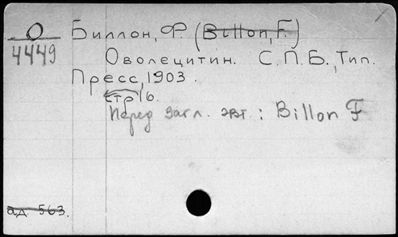 О
4449
Биллон, Ф. (Billon, F.)
Оволецитин. С.П.Б., Тип.
Пресс, 1903.
стр 16.
Перед загл. авт.: Billon F
ад 563.